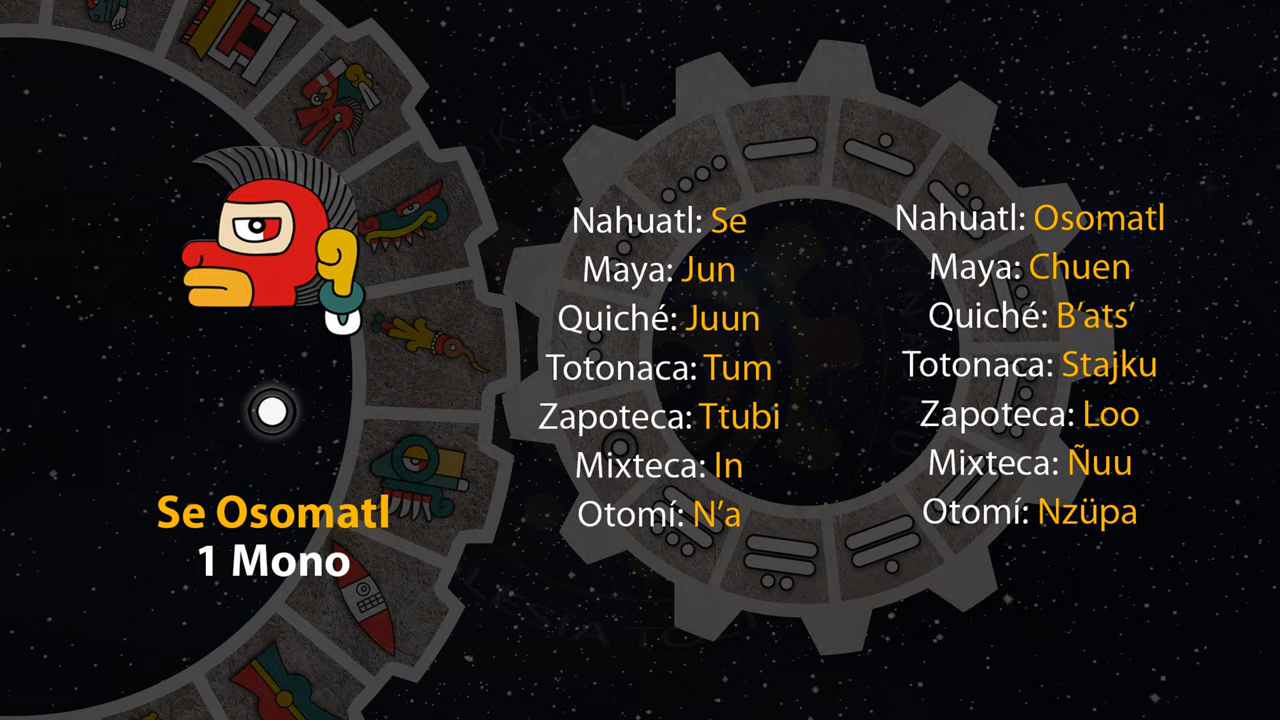 Se Osomatl
1 Mono
Nahuatl: Se
Maya: Jun
Quiché: Juun
Totonaca: Tum
Zapoteca: Ttubi
Mixteca: In
Otomí: N’a
Nahuatl: Osomatl
Maya: Chuen
Quiché: B’ats’
Totonaca: Stajku
Zapoteca: Loo
Mixteca: Ñuu
Otomí: Nzüpa